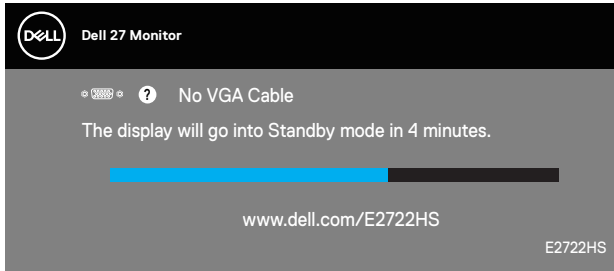 DELL
Dell 27 Monitor
? No VGA Cable
The display will go into Standby mode in 4 minutes.
www.dell.com/E2722HS
E2722HS